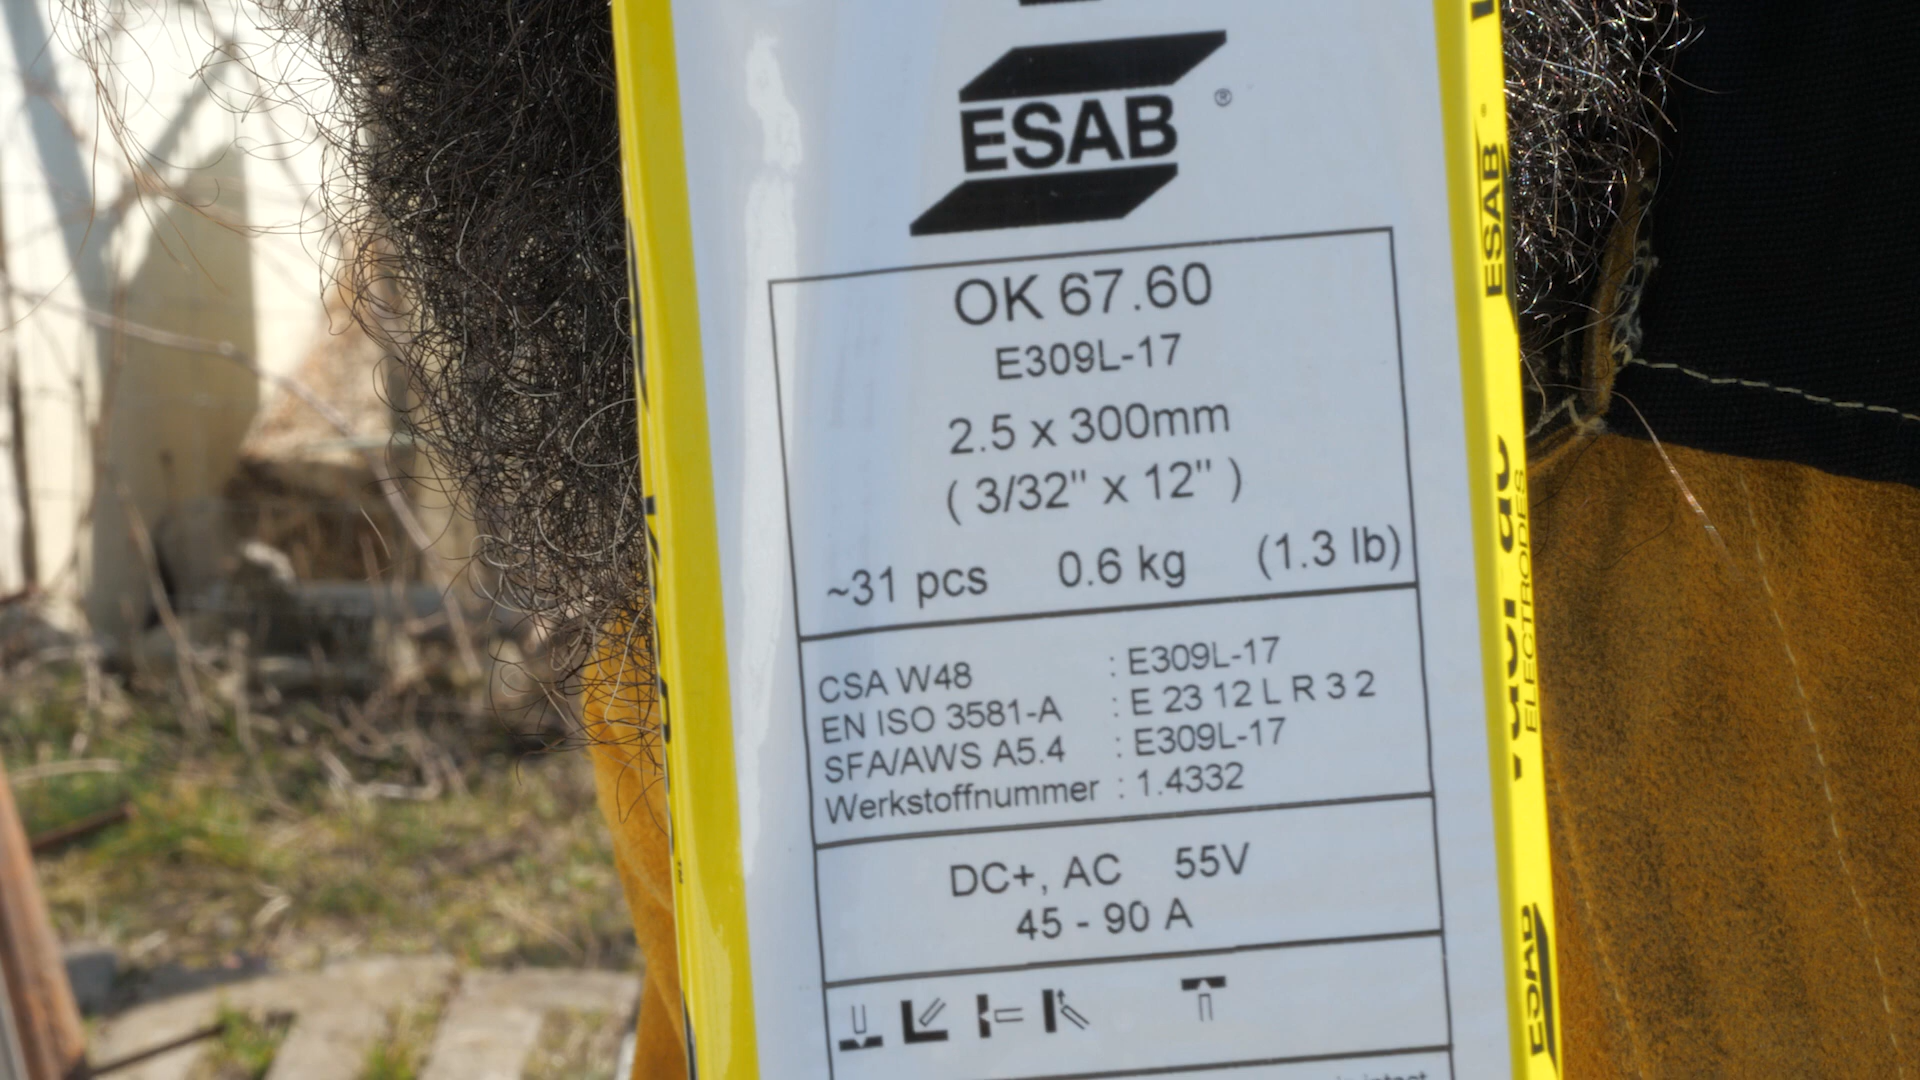 ESAB ®
OK 67.60
E309L-17
2.5 x 300mm
( 3/32" x 12" )
~31 pcs 0.6 kg (1.3 lb)
CSA W48 : E309L-17
EN ISO 3581-A : E 23 12 L R 3 2
SFA/AWS A5.4 : E309L-17
Werkstoffnummer : 1.4332
DC+, AC 55V
45 - 90 A
ESAB
ELECTRODES
ESAB